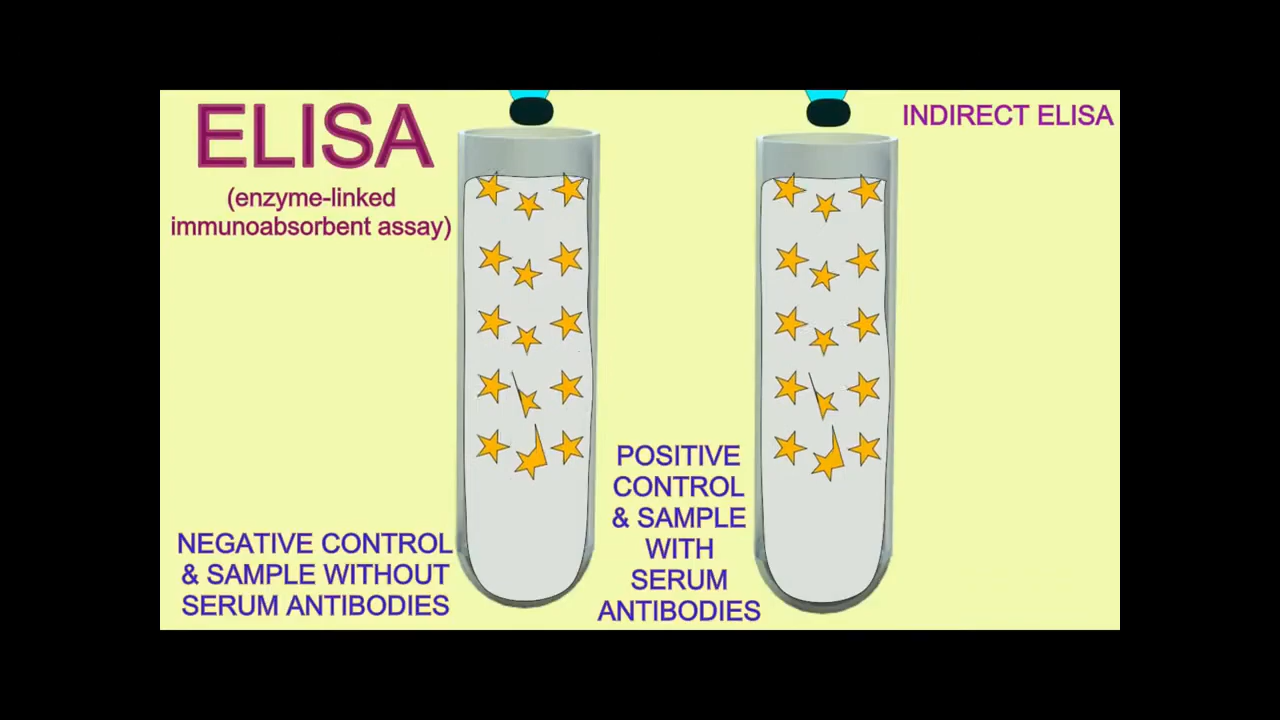 ELISA
(enzyme-linked
immunoabsorbent assay)
INDIRECT ELISA
NEGATIVE CONTROL
& SAMPLE WITHOUT
SERUM ANTIBODIES
POSITIVE
CONTROL
& SAMPLE
WITH
SERUM
ANTIBODIES